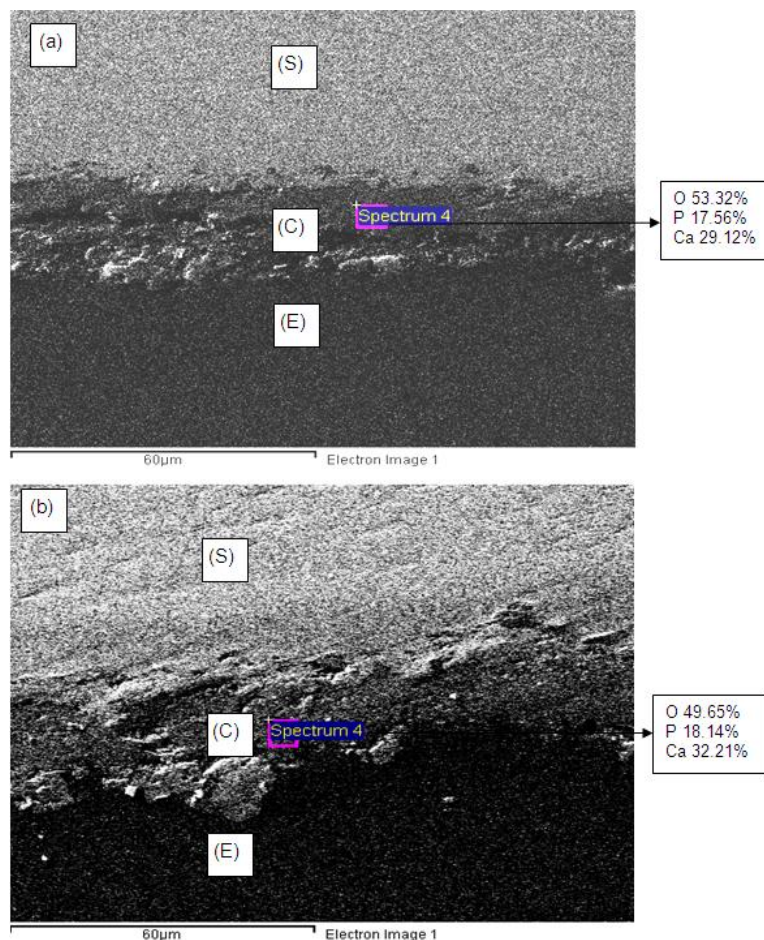 (a)
(S)
Spectrum 4
(C)
(E)
O 53.32%
P 17.56%
Ca 29.12%
60µm
Electron Image 1
(b)
(S)
Spectrum 4
(C)
(E)
O 49.65%
P 18.14%
Ca 32.21%
60µm
Electron Image 1